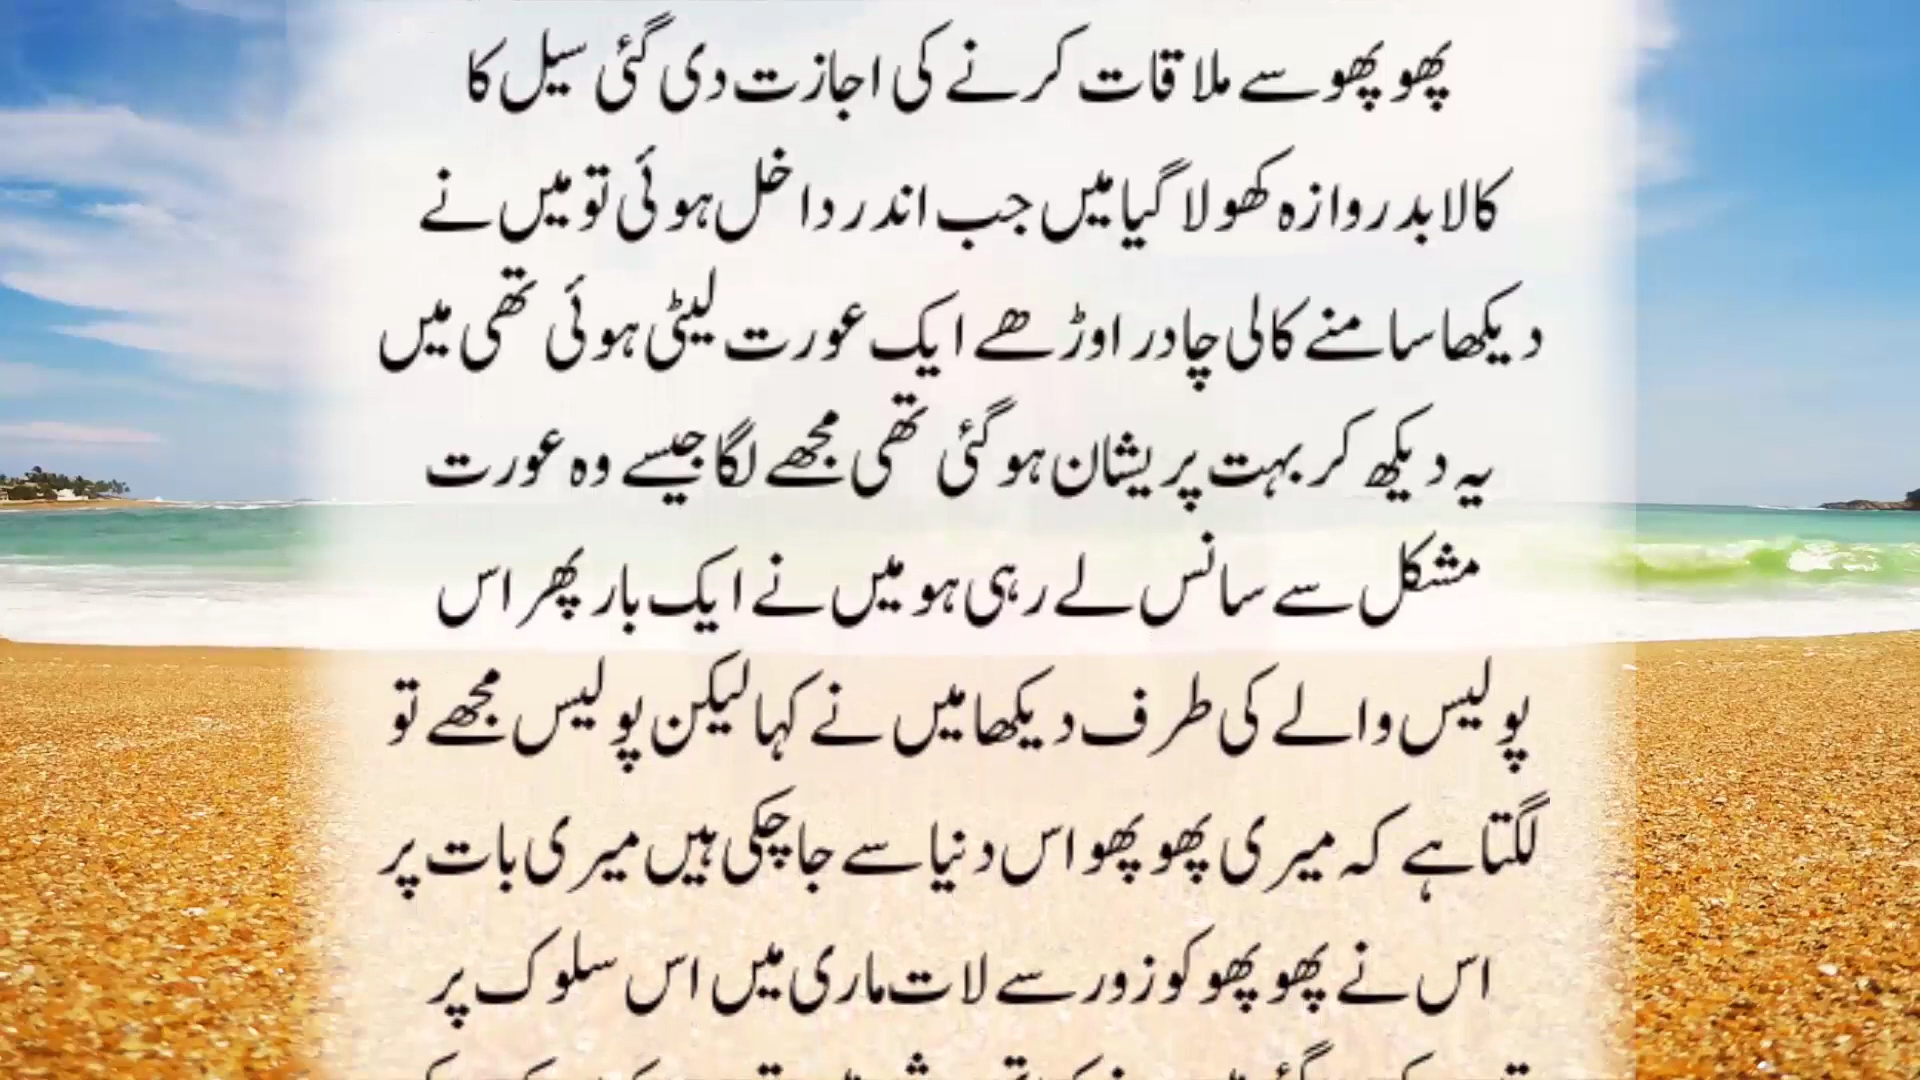 پھوپھو سے ملاقات کرنے کی اجازت دی گئی سیل کا
کالا بدروازہ کھولا گیا میں جب اندر داخل ہوئی تو میں نے
دیکھا سامنے کالی چادر اوڑھے ایک عورت لیٹی ہوئی تھی میں
یہ دیکھ کر بہت پریشان ہو گئی تھی مجھے لگا جیسے وہ عورت
مشکل سے سانس لے رہی ہو میں نے ایک بار پھر اس
پولیس والے کی طرف دیکھا میں نے کہا لیکن پولیس مجھے تو
لگتا ہے کہ میری پھوپھو اس دنیا سے جا چکی ہیں میری بات پر
اس نے پھوپھو کو زور سے لات ماری میں اس سلوک پر